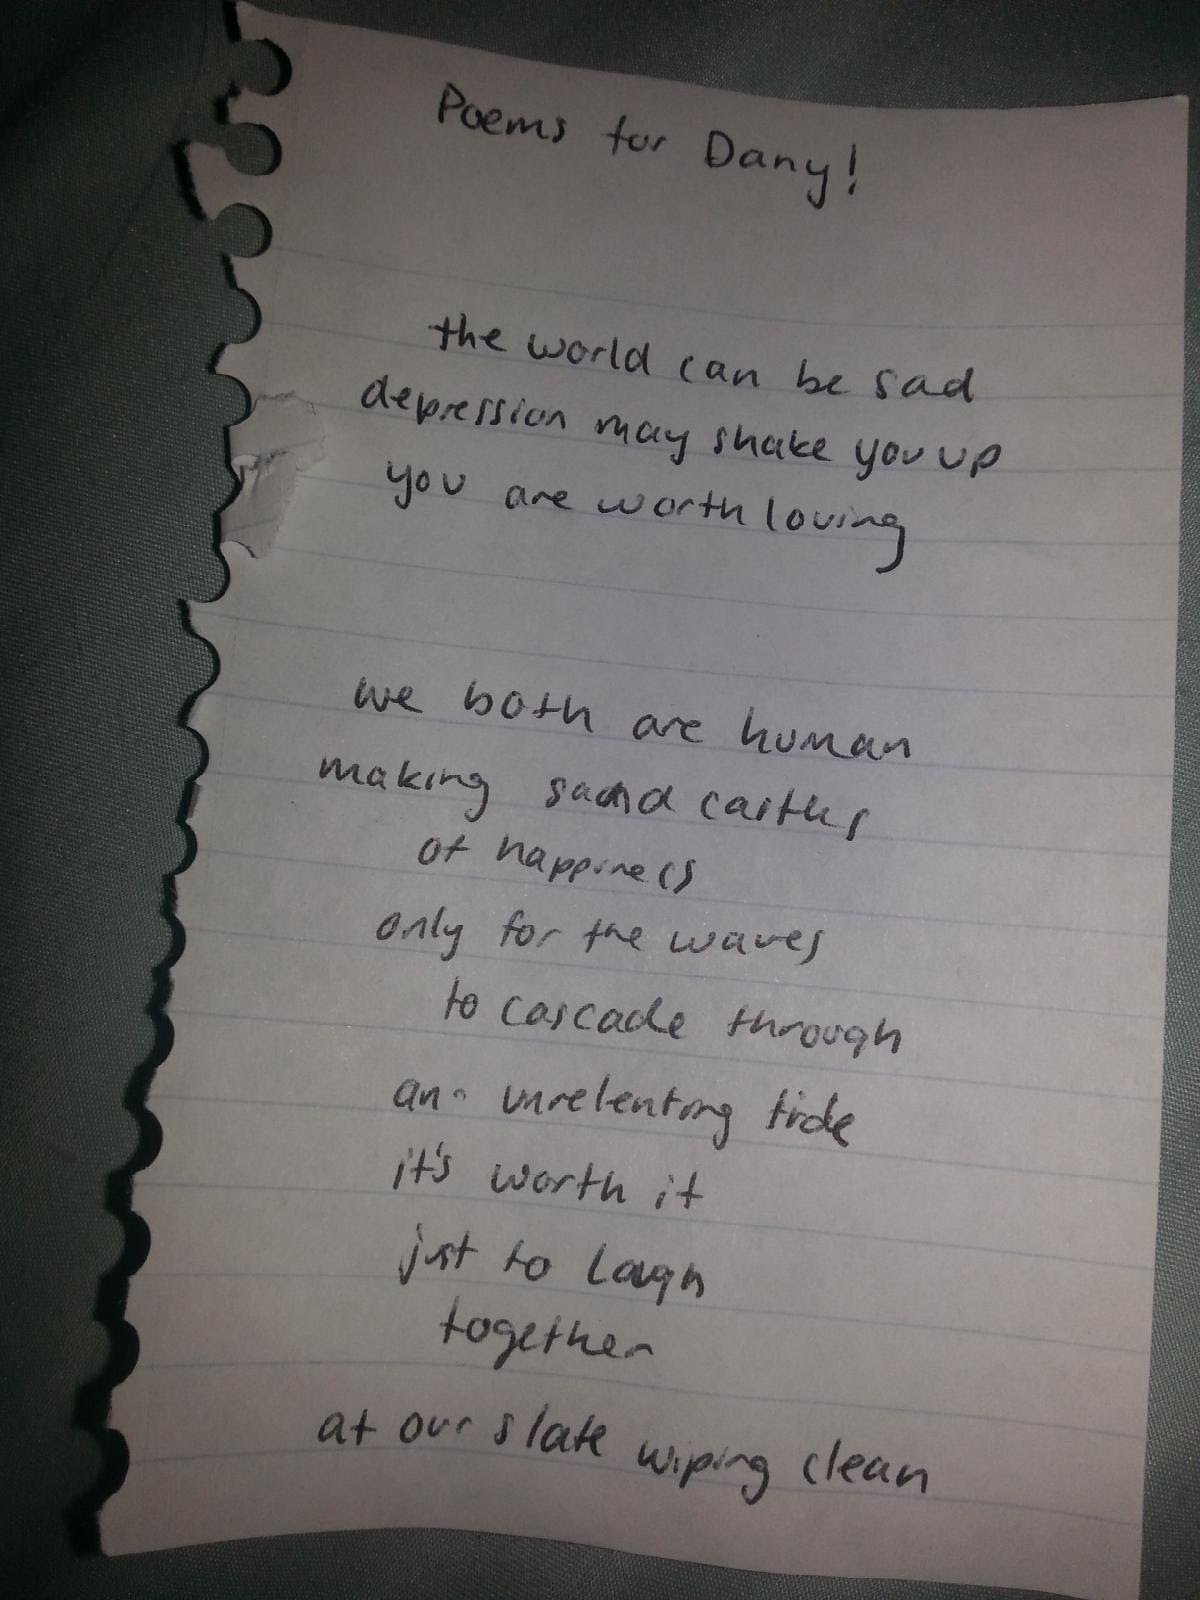 Poems for Dany!
the world can be sad
depression may shake you up
you are worth loving
we both are human
making sand castles
of happiness
only for the waves
to cascade through
an unrelenting tide
it's worth it
just to laugh
together
at our slate wiping clean